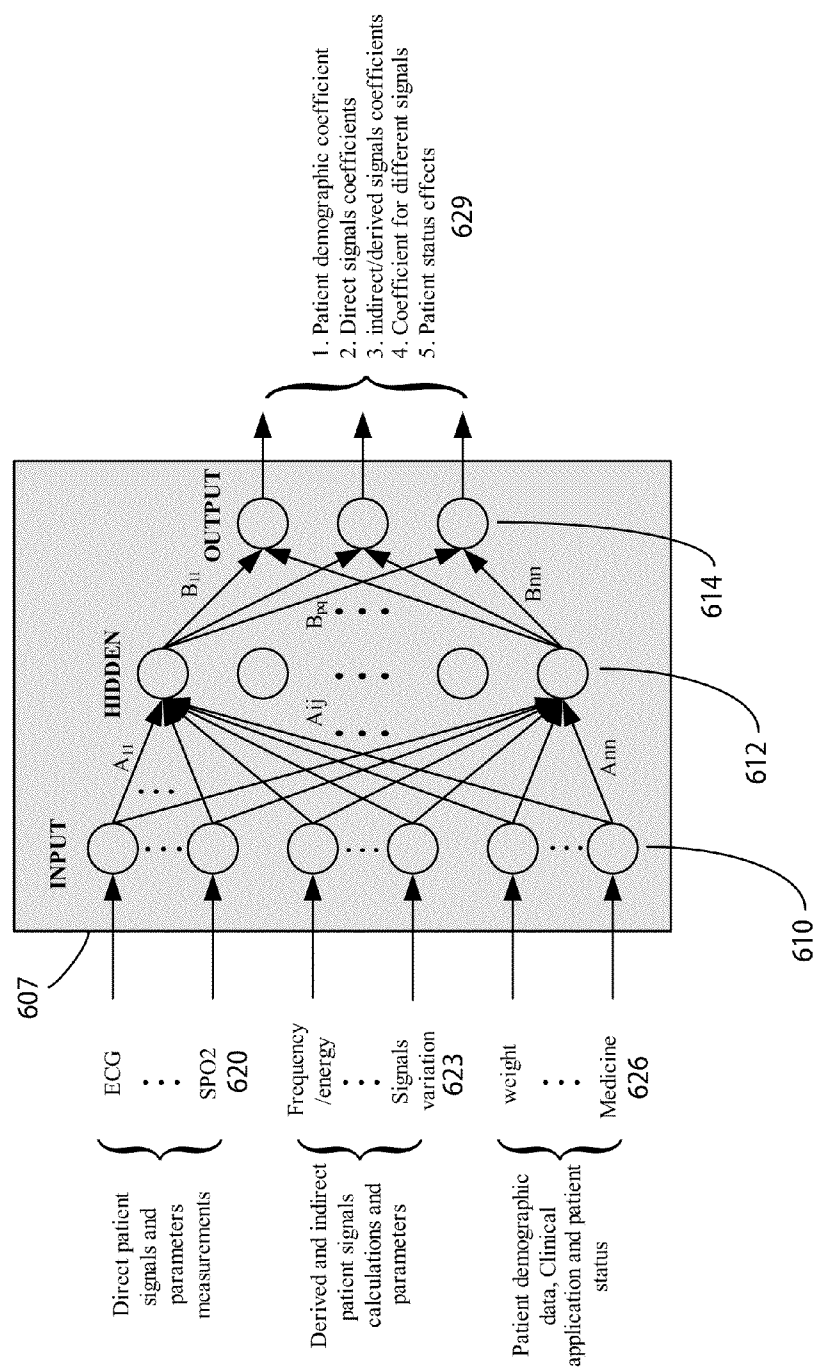 607
INPUT
HIDDEN
OUTPUT
Direct patient
signals and
parameters
measurements
ECG
SPO2
620
Derived and indirect
patient signals
calculations and
parameters
Frequency
/energy
Signals
variation
623
Patient demographic
data, Clinical
application and patient
status
weight
Medicine
626
A11
Aij
Ann
B11
Bpq
Bnn
1. Patient demographic coefficient
2. Direct signals coefficients
3. indirect/derived signals coefficients
4. Coefficient for different signals
5. Patient status effects
629
610
612
614